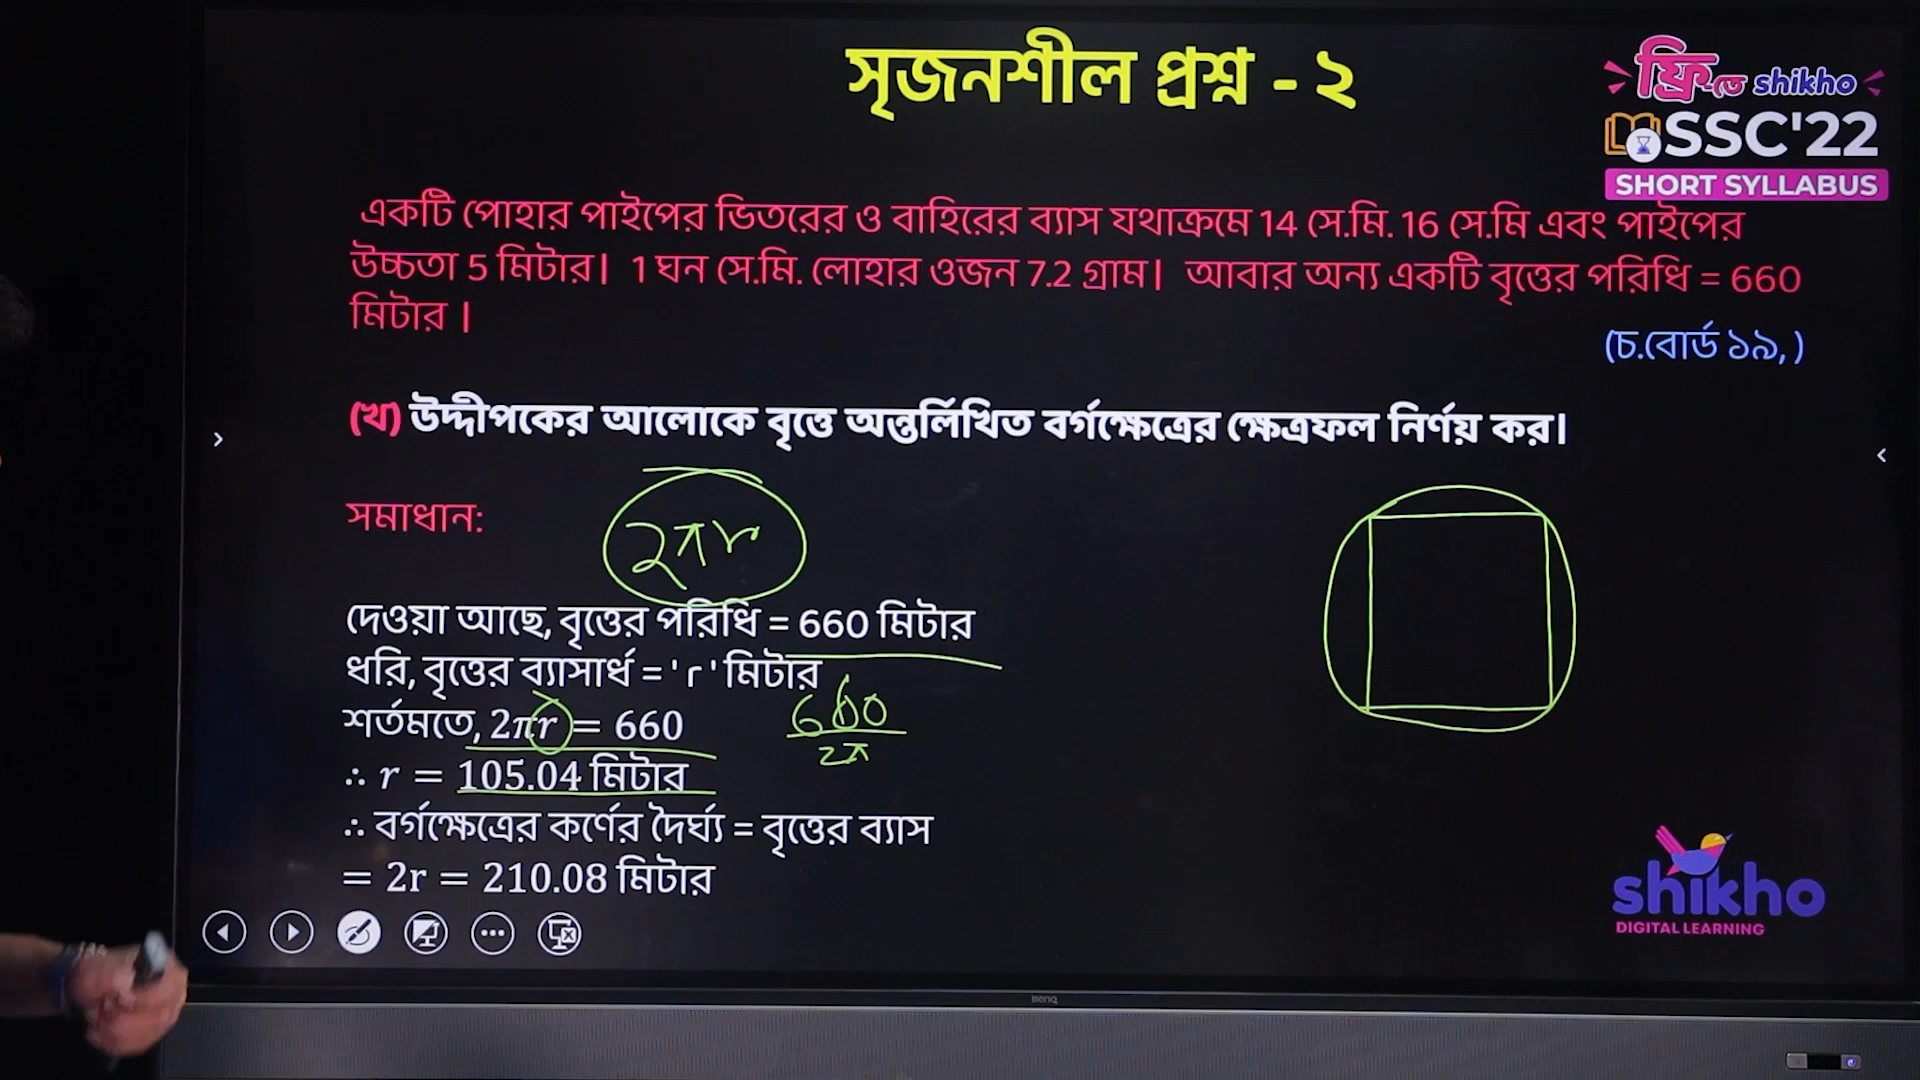 সৃজনশীল প্রশ্ন - ২
ফ্রিতে shikho
SSC'22
SHORT SYLLABUS
একটি পোহার পাইপের ভিতরের ও বাহিরের ব্যাস যথাক্রমে 14 সে.মি. 16 সে.মি এবং পাইপের
উচ্চতা 5 মিটার। 1 ঘন সে.মি. লোহার ওজন 7.2 গ্রাম। আবার অন্য একটি বৃত্তের পরিধি = 660
মিটার ।
(চ.বোর্ড ১৯, )
(খ) উদ্দীপকের আলোকে বৃত্তে অন্তর্লিখিত বর্গক্ষেত্রের ক্ষেত্রফল নির্ণয় কর।
সমাধান:
2πr
দেওয়া আছে, বৃত্তের পরিধি = 660 মিটার
ধরি, বৃত্তের ব্যাসার্ধ = ' r ' মিটার
শর্তমতে, 2πr = 660
660
2π
∴ r = 105.04 মিটার
∴ বর্গক্ষেত্রের কর্ণের দৈর্ঘ্য = বৃত্তের ব্যাস
= 2r = 210.08 মিটার
shikho
DIGITAL LEARNING
BenQ